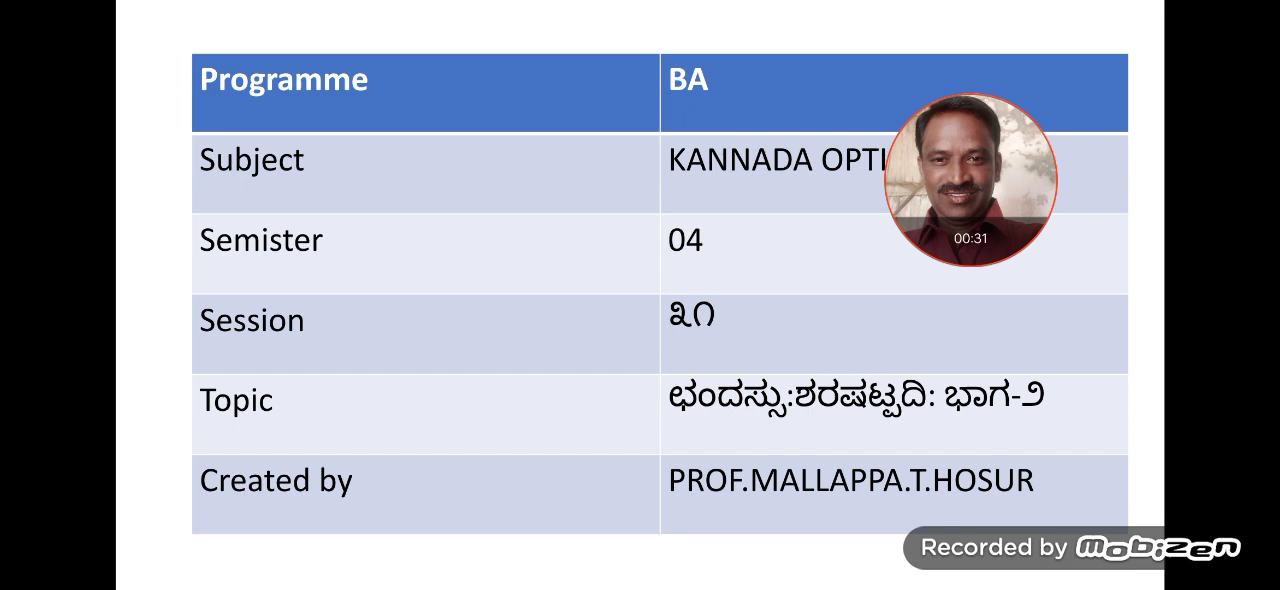 Programme BA
Subject KANNADA
Semister 04
Session ೩೧
Topic ಛಂದಸ್ಸು:ಶರಷಟ್ಪದಿ: ಭಾಗ-೨
Created by PROF.MALLAPPA.T.HOSUR
00:31
Recorded by mobizen